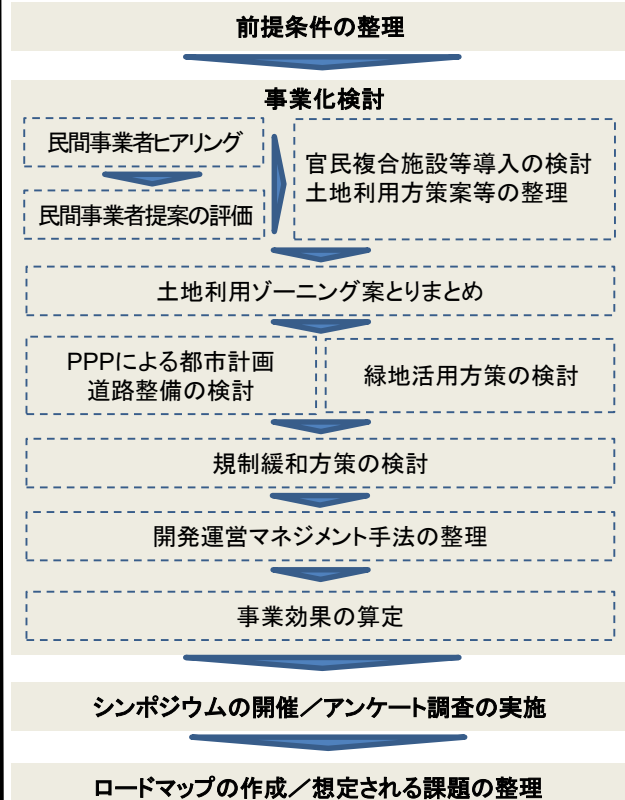 前提条件の整理
事業化検討
民間事業者ヒアリング
民間事業者提案の評価
官民複合施設等導入の検討
土地利用方策案等の整理
土地利用ゾーニング案とりまとめ
PPPによる都市計画
道路整備の検討
緑地活用方策の検討
規制緩和方策の検討
開発運営マネジメント手法の整理
事業効果の算定
シンポジウムの開催／アンケート調査の実施
ロードマップの作成／想定される課題の整理